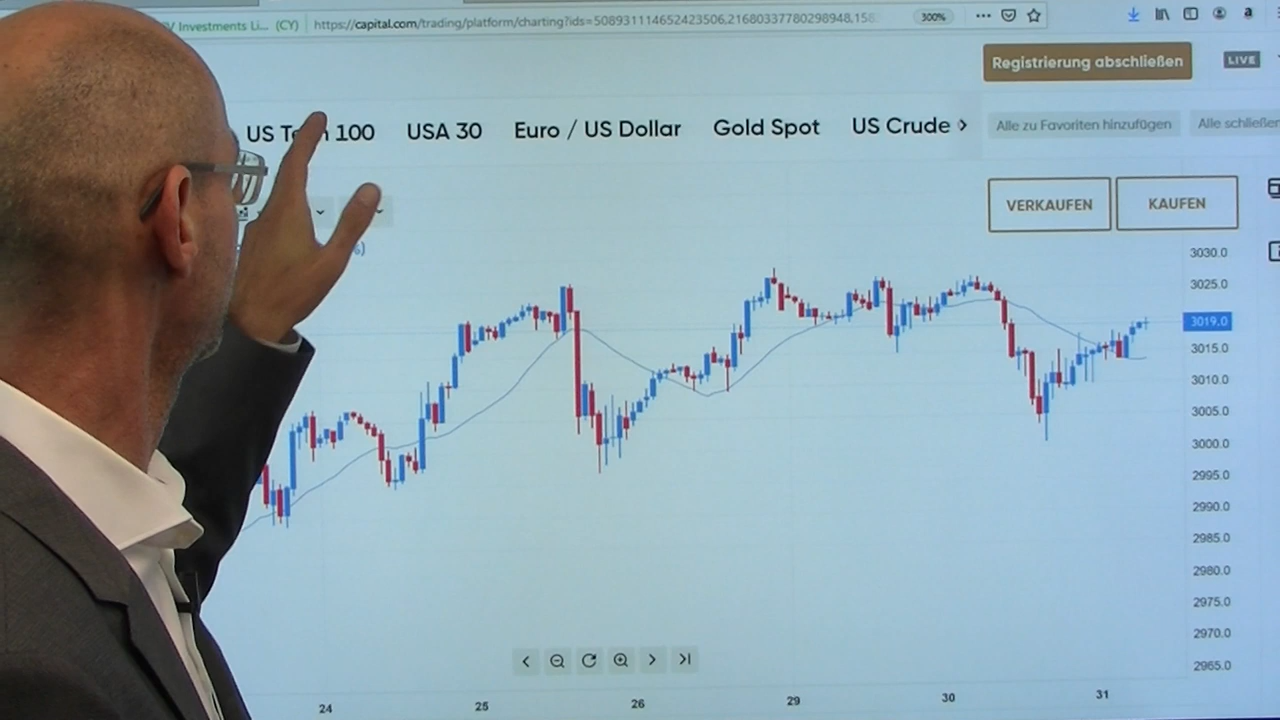 Investments Li... (CY)
https://capital.com/trading/platform/charting?ids=508931114652423506,21680337780298948,158
300%
Registrierung abschließen
LIVE
US 100
USA 30
Euro / US Dollar
Gold Spot
US Crude
Alle zu Favoriten hinzufügen
Alle schließen
VERKAUFEN
KAUFEN
3030.0
3025.0
3019.0
3015.0
3010.0
3005.0
3000.0
2995.0
2990.0
2985.0
2980.0
2975.0
2970.0
2965.0
24
25
26
29
30
31